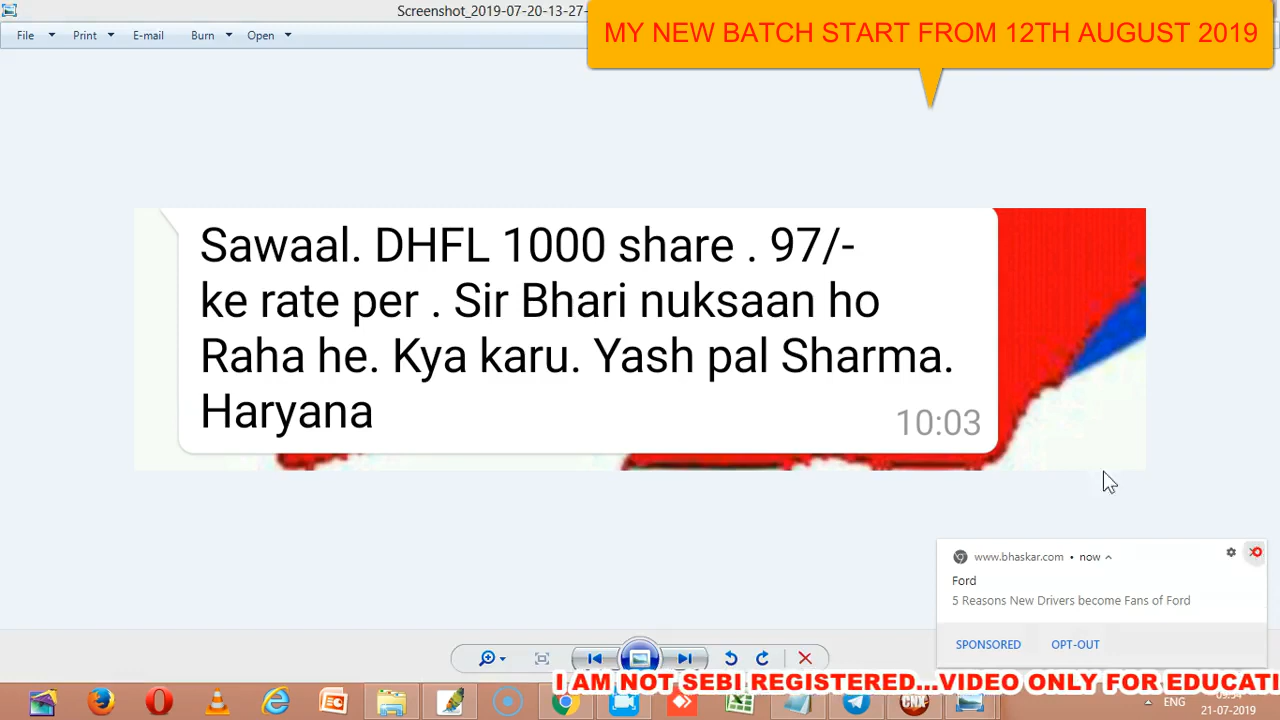 Screenshot_2019-07-20-13-27-
MY NEW BATCH START FROM 12TH AUGUST 2019
File Print E-mail Burn Open
Sawaal. DHFL 1000 share . 97/-
ke rate per . Sir Bhari nuksaan ho
Raha he. Kya karu. Yash pal Sharma.
Haryana
10:03
www.bhaskar.com • now
Ford
5 Reasons New Drivers become Fans of Ford
SPONSORED OPT-OUT
I AM NOT SEBI REGISTERED...VIDEO ONLY FOR EDUCATI
CNX
ENG
21-07-2019